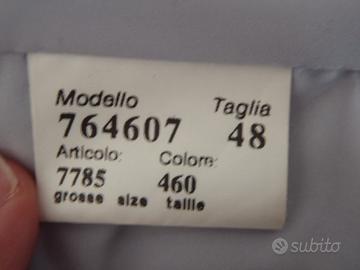 Modello Taglia
764607 48
Articolo: Colore:
7785 460
grosse size taille
subito